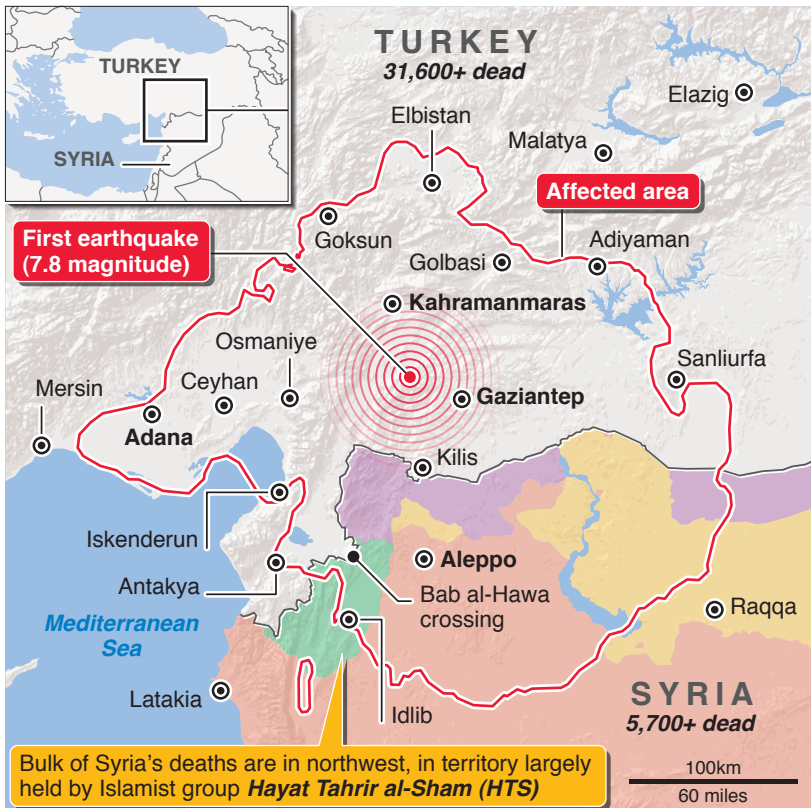 TURKEY
SYRIA
TURKEY
31,600+ dead
Elazig
Elbistan
Malatya
Affected area
First earthquake
(7.8 magnitude)
Goksun
Golbasi
Adiyaman
Kahramanmaras
Osmaniye
Sanliurfa
Mersin
Ceyhan
Gaziantep
Adana
Kilis
Iskenderun
Aleppo
Antakya
Bab al-Hawa
crossing
Raqqa
Mediterranean
Sea
Latakia
Idlib
SYRIA
5,700+ dead
Bulk of Syria’s deaths are in northwest, in territory largely
held by Islamist group Hayat Tahrir al-Sham (HTS)
100km
60 miles